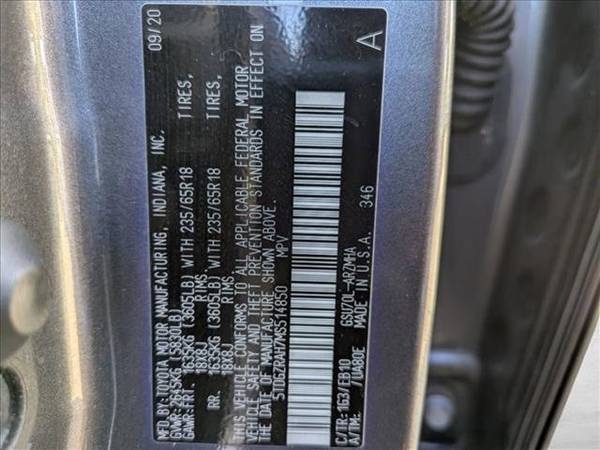 MFD. BY: TOYOTA MOTOR MANUFACTURING, INDIANA, INC. 09/20
GVWR: 2645KG (5830LB)
GAWR: FRT. 1635KG (3605LB) WITH 235/65R18 TIRES,
18X8J RIMS,
RR. 1635KG (3605LB) WITH 235/65R18 TIRES,
18X8J RIMS.
THIS VEHICLE CONFORMS TO ALL APPLICABLE FEDERAL MOTOR
VEHICLE SAFETY AND THEFT PREVENTION STANDARDS IN EFFECT ON
THE DATE OF MANUFACTURE SHOWN ABOVE.
5TDGZRAH7MS514850 MPV A
346
C/TR: 1G3/EB10 GSU70L-ARZMHA
A/TM: /UA80E MADE IN U.S.A.